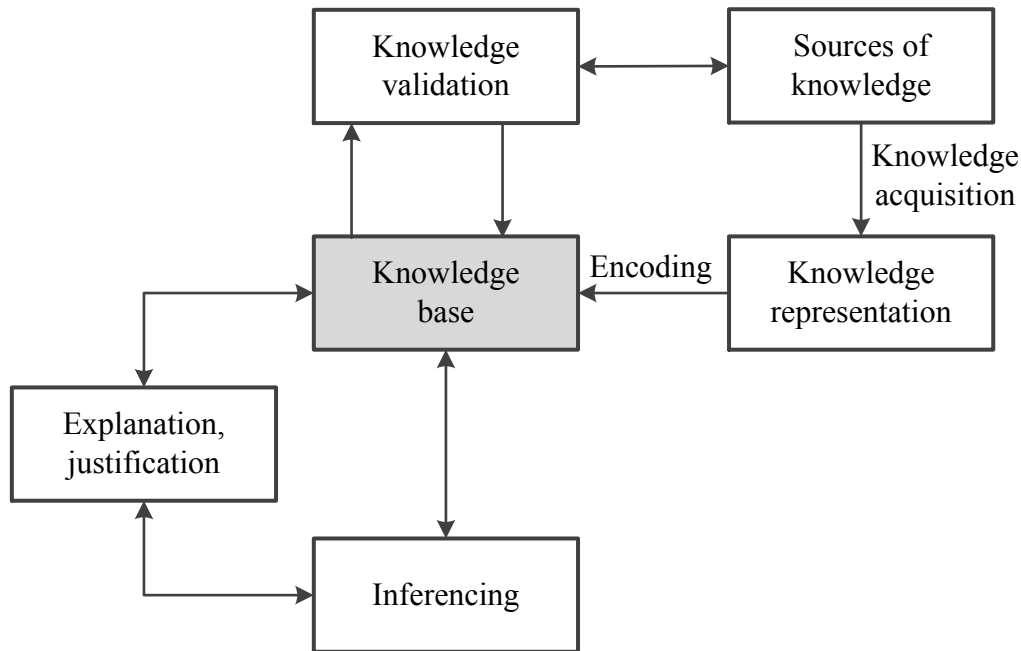 Knowledge
validation
Sources of
knowledge
Knowledge
acquisition
Knowledge
base
Encoding
Knowledge
representation
Explanation,
justification
Inferencing